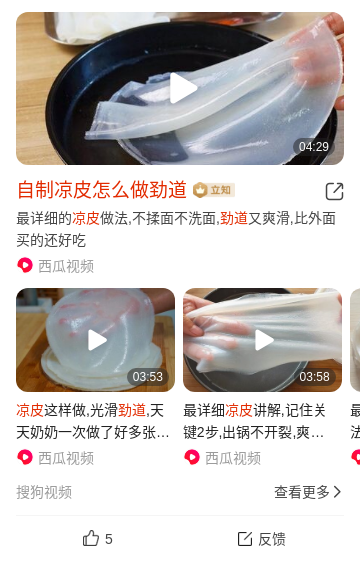 04:29
自制凉皮怎么做劲道 立知
最详细的凉皮做法,不揉面不洗面,劲道又爽滑,比外面
买的还好吃
西瓜视频
03:53
03:58
凉皮这样做,光滑劲道,天
天奶奶一次做了好多张…
西瓜视频
最详细凉皮讲解,记住关
键2步,出锅不开裂,爽…
西瓜视频
搜狗视频
查看更多
5
反馈